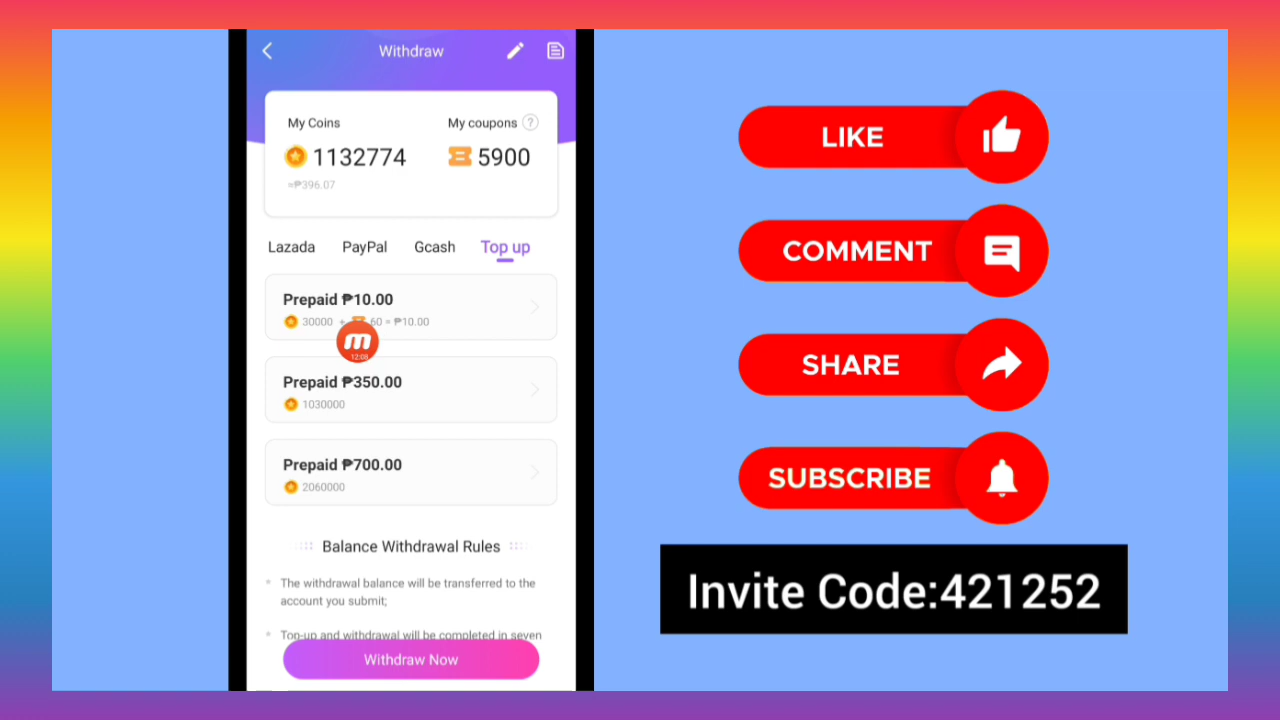 Withdraw
My Coins
My coupons ?
1132774
5900
≈₱396.07
Lazada PayPal Gcash Top up
Prepaid ₱10.00
30000 + 60 = ₱10.00
m
12:08
Prepaid ₱350.00
1030000
Prepaid ₱700.00
2060000
Balance Withdrawal Rules
The withdrawal balance will be transferred to the
account you submit;
Top-up and withdrawal will be completed in seven
Withdraw Now
LIKE
COMMENT
SHARE
SUBSCRIBE
Invite Code:421252